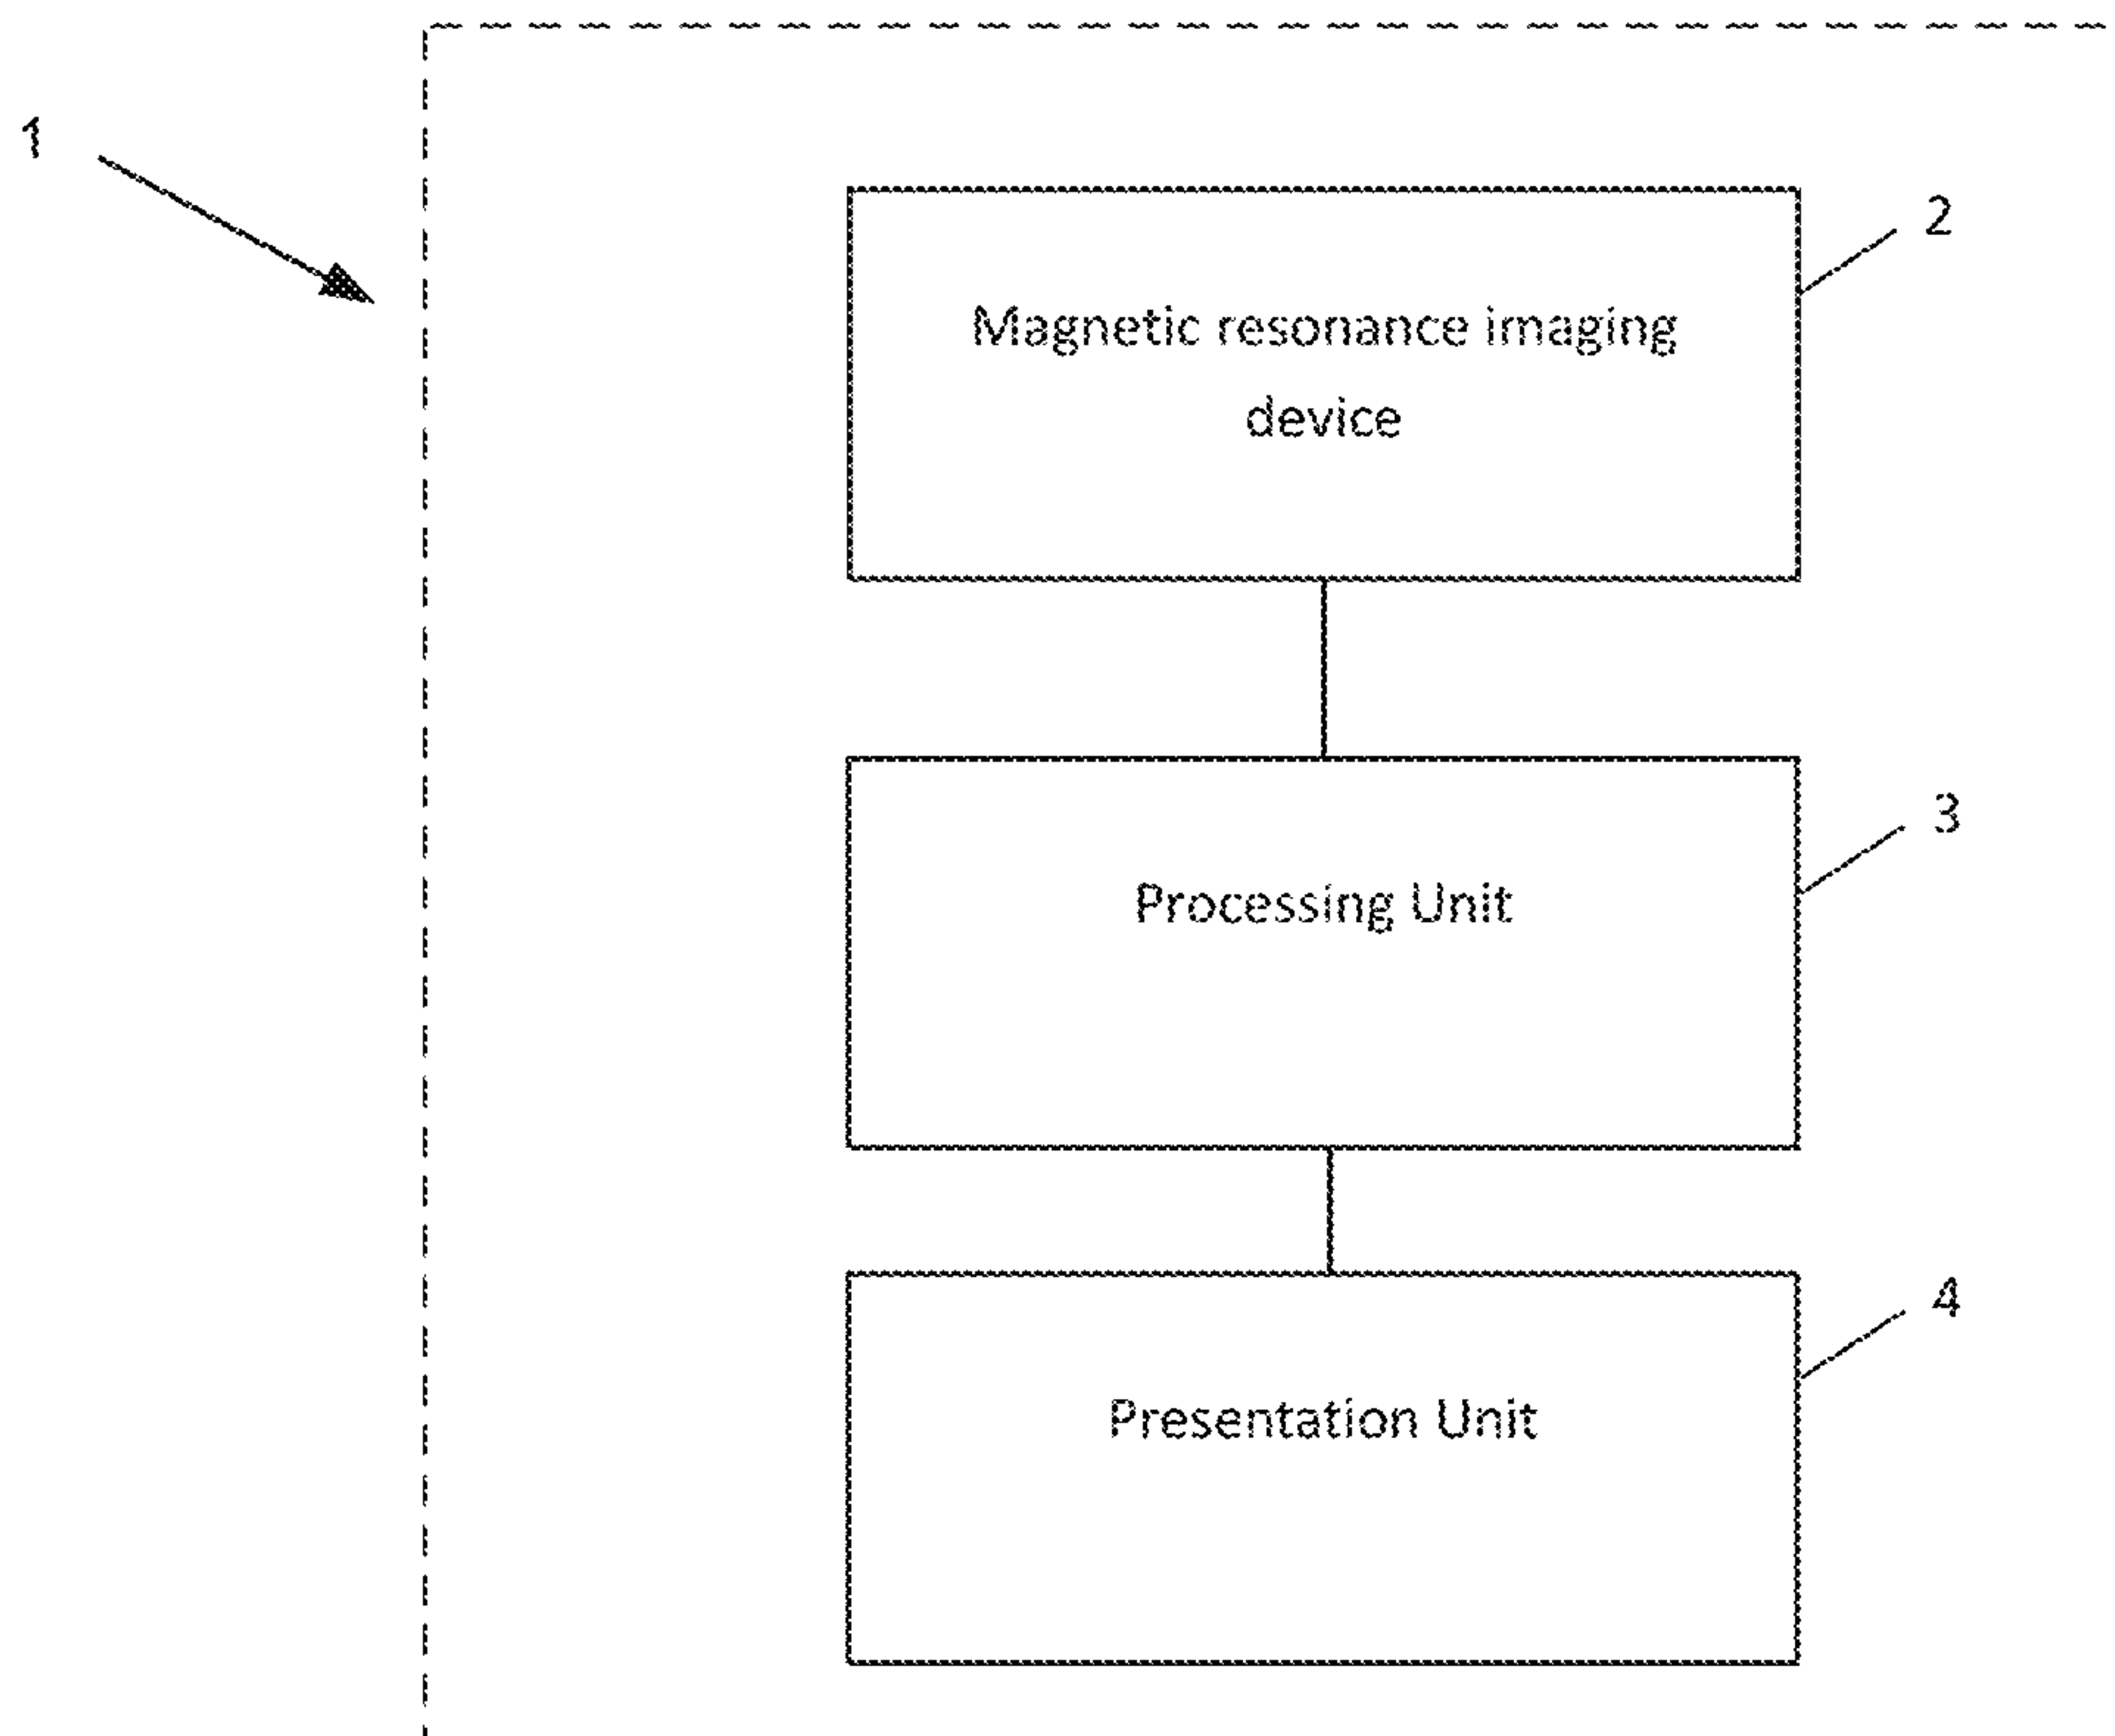 1
2
Magnetic resonance imaging
device
3
Processing Unit
4
Presentation Unit